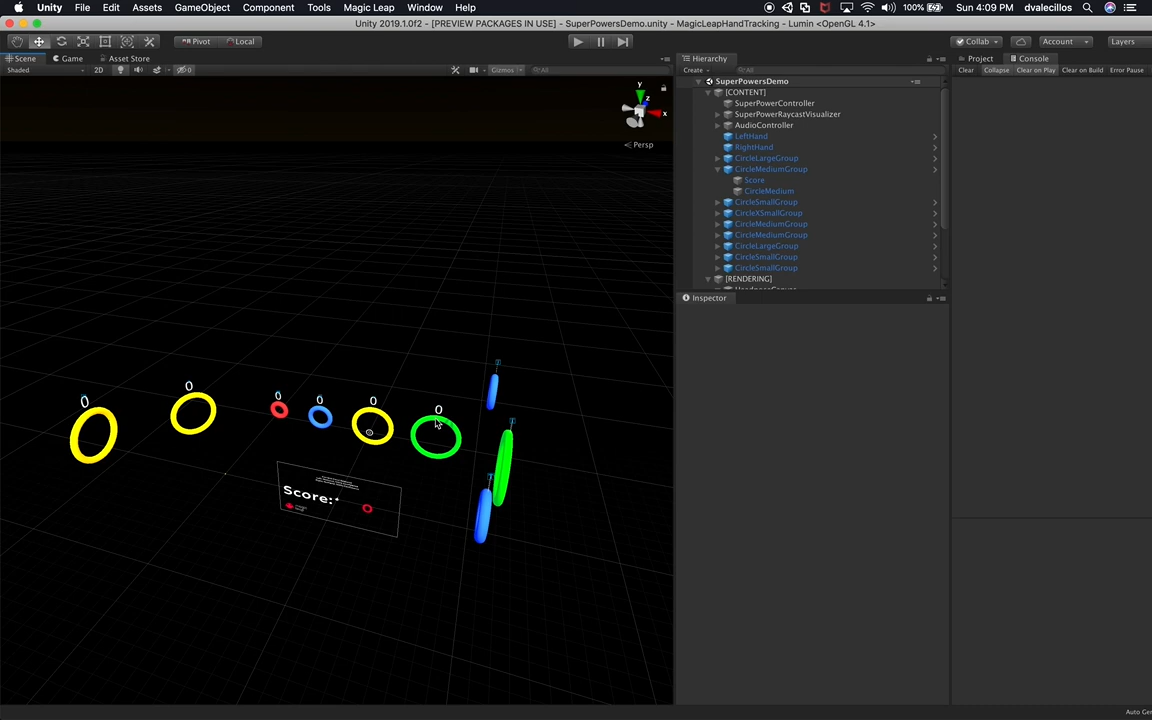 Unity File Edit Assets GameObject Component Tools Magic Leap Window Help 100% Sun 4:09 PM dvalecillos
Unity 2019.1.0f2 - [PREVIEW PACKAGES IN USE] - SuperPowersDemo.unity - MagicLeapHandTracking - Lumin <OpenGL 4.1>
Pivot Local Collab Account Layers
Scene Game Asset Store Hierarchy Project Console
Shaded 2D 0 Gizmos All Create All Clear Collapse Clear on Play Clear on Build Error Pause
SuperPowersDemo
[CONTENT]
SuperPowerController
SuperPowerRaycastVisualizer
AudioController
LeftHand
RightHand
CircleLargeGroup
CircleMediumGroup
Score
CircleMedium
CircleSmallGroup
CircleXSmallGroup
CircleMediumGroup
CircleMediumGroup
CircleLargeGroup
CircleSmallGroup
CircleSmallGroup
[RENDERING]
Inspector
y
z
x
Persp
0 0 0 0 0 0
Score:
Auto Gen